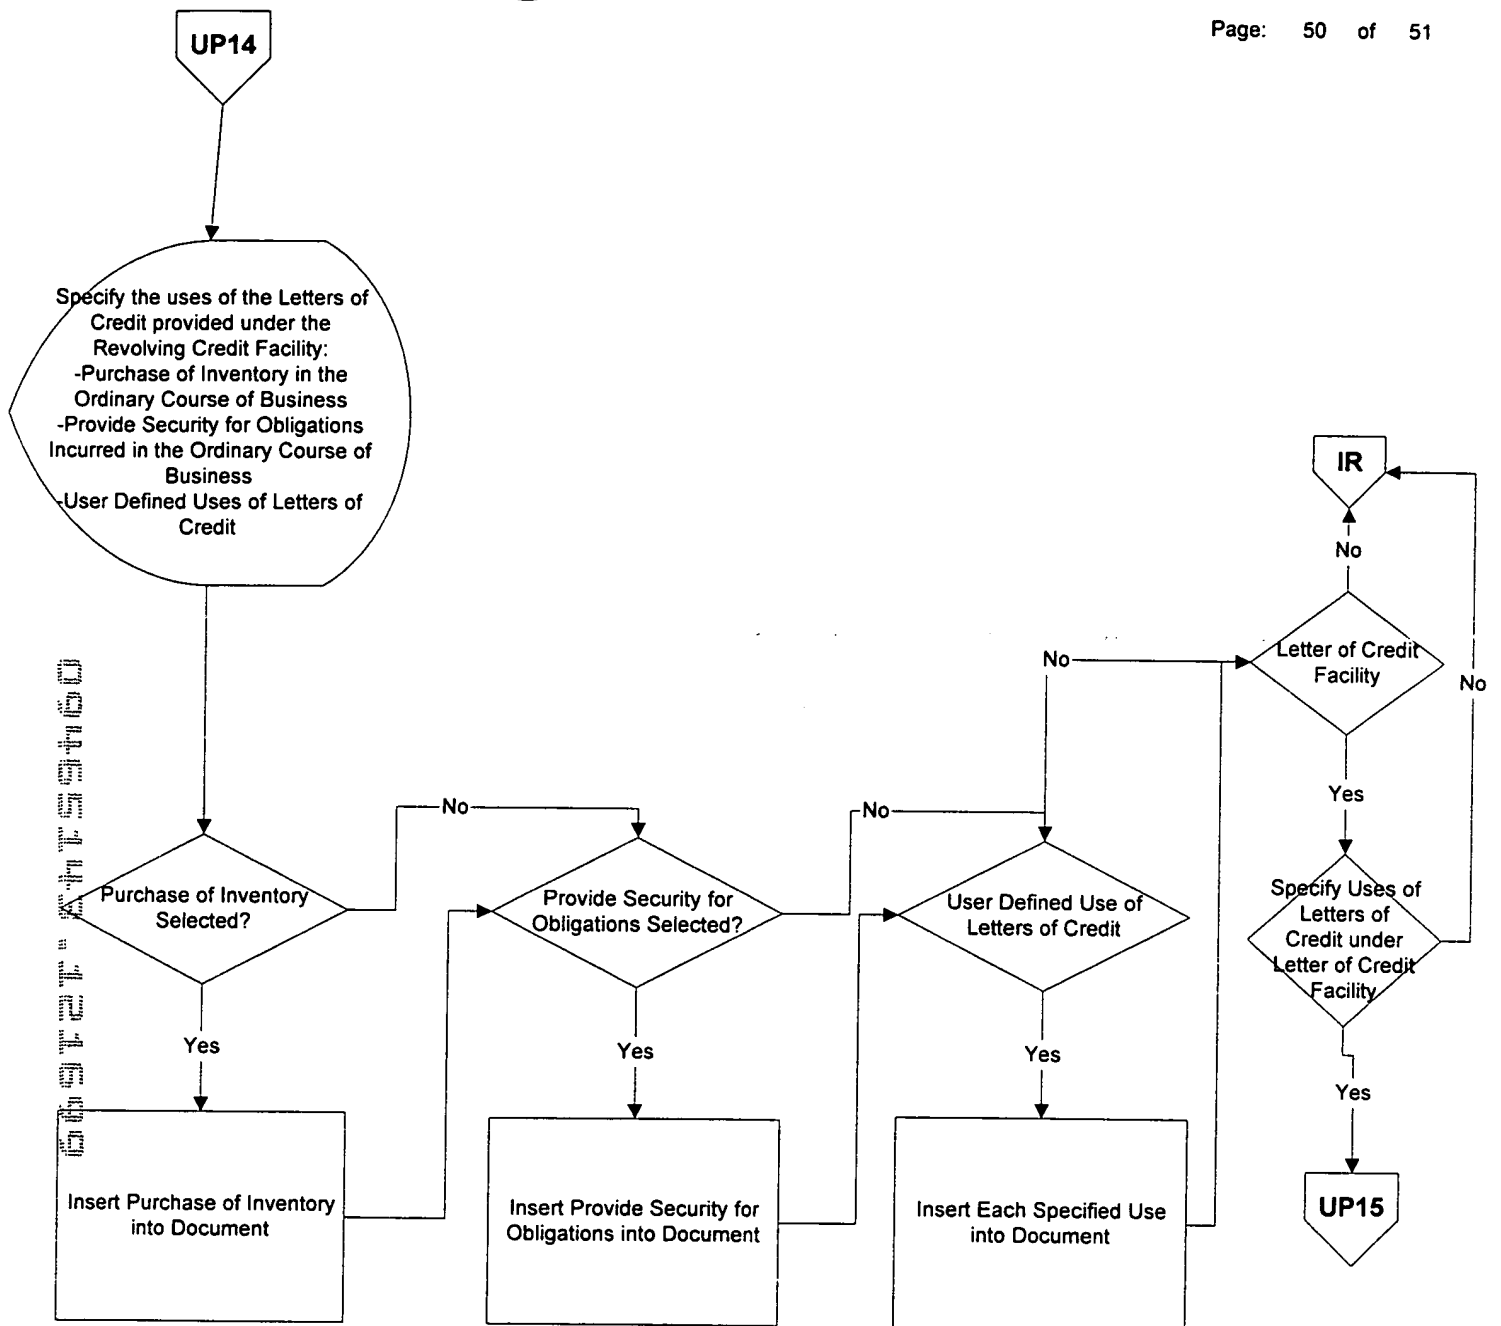 Page: 50 of 51
UP14
Specify the uses of the Letters of
Credit provided under the
Revolving Credit Facility:
-Purchase of Inventory in the
Ordinary Course of Business
-Provide Security for Obligations
Incurred in the Ordinary Course of
Business
-User Defined Uses of Letters of
Credit
IR
No
Letter of Credit
Facility
No
No
Yes
No
No
Purchase of Inventory
Selected?
Provide Security for
Obligations Selected?
User Defined Use of
Letters of Credit
Specify Uses of
Letters of
Credit under
Letter of Credit
Facility
Yes
Yes
Yes
Yes
Insert Purchase of Inventory
into Document
Insert Provide Security for
Obligations into Document
Insert Each Specified Use
into Document
UP15